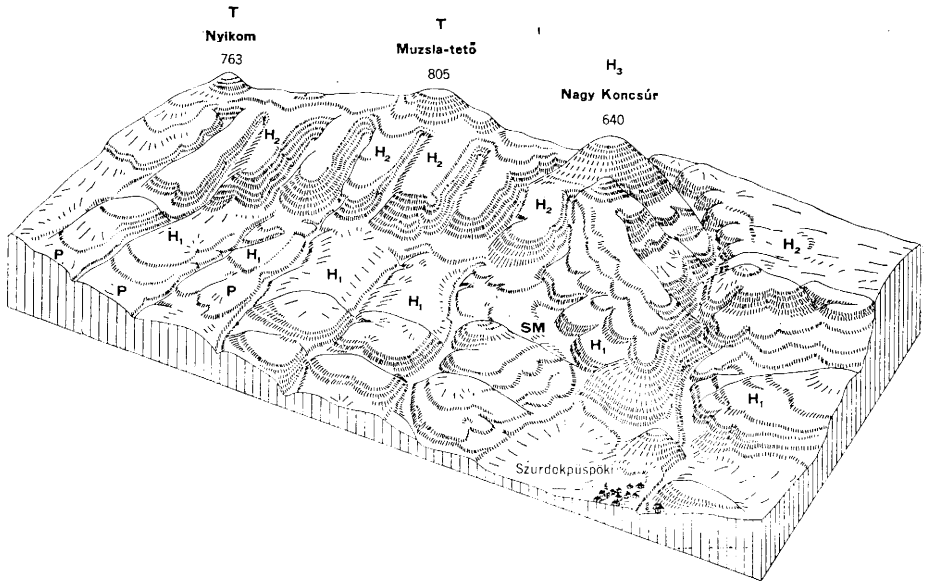 T
Nyikom
763
T
Muzsla-tető
805
H₃
Nagy Koncsúr
640
H₂
H₂
H₂
H₂
H₂
H₁
H₁
H₁
H₁
H₁
H₁
P
P
P
SM
Szurdokpüspöki